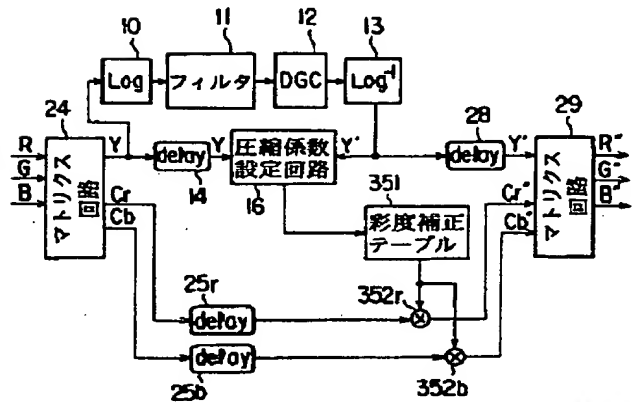 10
11
12
13
Log
フィルタ
DGC
Log⁻¹
24
28
29
R
G
B
マトリクス回路
Y
delay
14
Y
圧縮係数
設定回路
16
Y'
delay
Y'
マトリクス回路
R"
G"
B"
Cr
Cb
Cr"
Cb"
351
彩度補正
テーブル
25r
delay
352r
25b
delay
352b